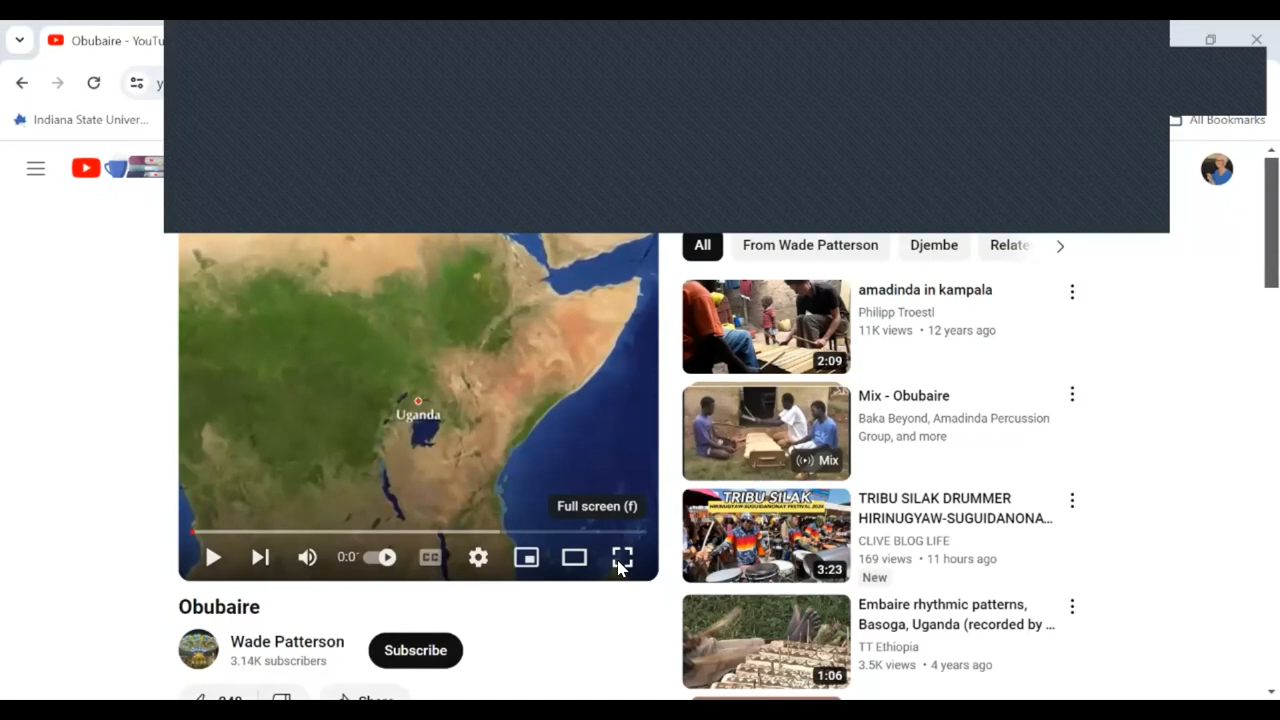 Obubaire - YouTu
y
Indiana State Univer...
All Bookmarks
All
From Wade Patterson
Djembe
Relate
amadinda in kampala
Philipp Troestl
11K views • 12 years ago
2:09
Mix - Obubaire
Baka Beyond, Amadinda Percussion
Group, and more
Mix
Uganda
TRIBU SILAK
TRIBU SILAK DRUMMER
HIRINUGYAW-SUGUIDANONA...
CLIVE BLOG LIFE
169 views • 11 hours ago
New
3:23
Full screen (f)
0:0
CC
Obubaire
Wade Patterson
3.14K subscribers
Subscribe
Embaire rhythmic patterns,
Basoga, Uganda (recorded by ...
TT Ethiopia
3.5K views • 4 years ago
1:06